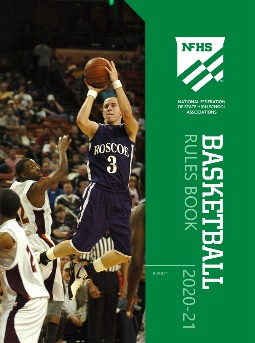 NFHS
NATIONAL FEDERATION
OF STATE HIGH SCHOOL
ASSOCIATIONS
BASKETBALL
RULES BOOK
2020-21
ROSCOE
3